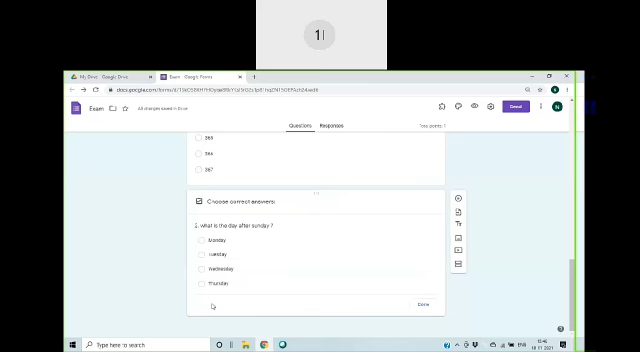 1
My Drive - Google Drive
Exam - Google Forms
Exam
All changes saved in Drive
Send
N
Questions
Responses
Total points:
365
366
367
Choose correct answers:
2. What is the day after sunday ?
Monday
Tuesday
Wednesday
Thursday
Done
Type here to search
ENG